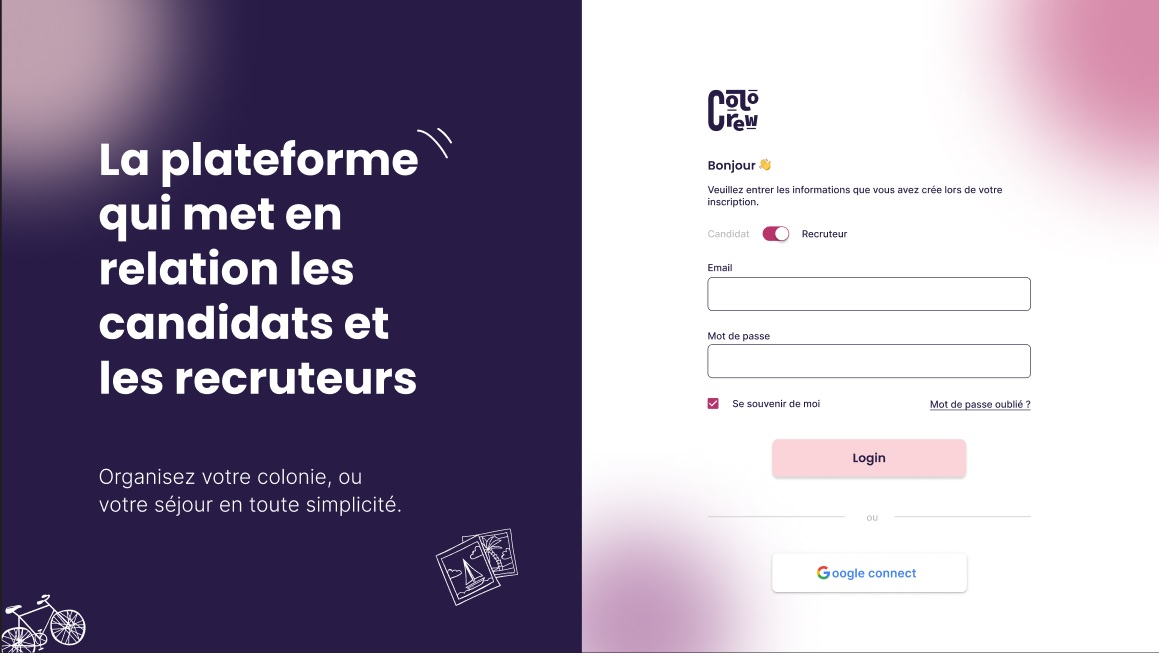 La plateforme
qui met en
relation les
candidats et
les recruteurs
Organisez votre colonie, ou
votre séjour en toute simplicité.
Colo
Crew
Bonjour 👋
Veuillez entrer les informations que vous avez crée lors de votre
inscription.
Candidat Recruteur
Email
Mot de passe
Se souvenir de moi Mot de passe oublié ?
Login
ou
Google connect